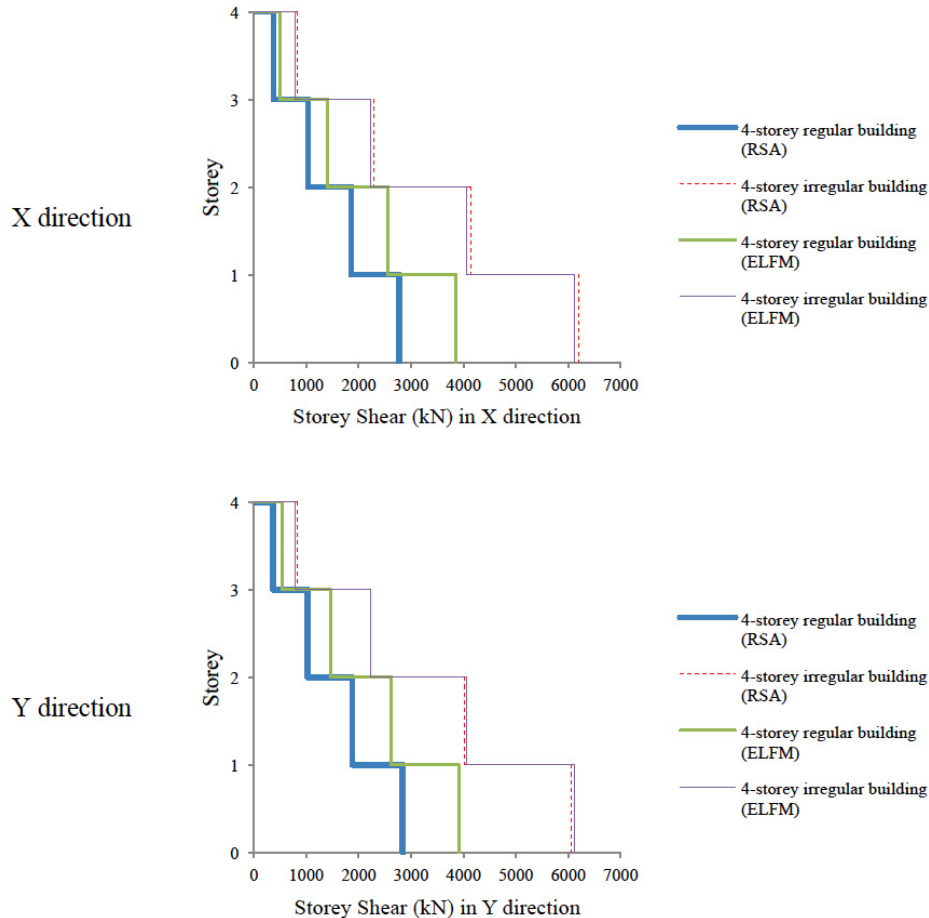 X direction
Storey
4
3
2
1
0
0 1000 2000 3000 4000 5000 6000 7000
Storey Shear (kN) in X direction
4-storey regular building
(RSA)
4-storey irregular building
(RSA)
4-storey regular building
(ELFM)
4-storey irregular building
(ELFM)
Y direction
Storey
4
3
2
1
0
0 1000 2000 3000 4000 5000 6000 7000
Storey Shear (kN) in Y direction
4-storey regular building
(RSA)
4-storey irregular building
(RSA)
4-storey regular building
(ELFM)
4-storey irregular building
(ELFM)